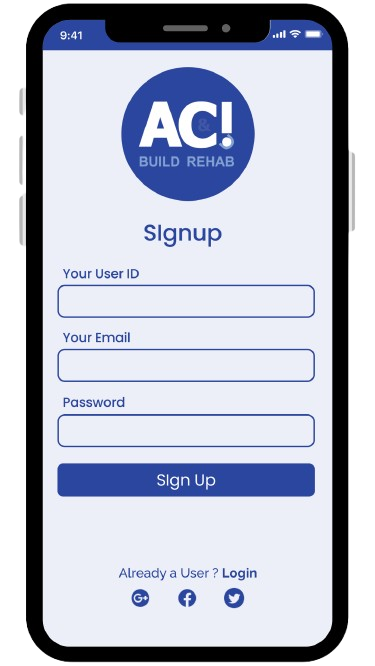 9:41
AC!
&
BUILD REHAB
SIgnup
Your User ID
Your Email
Password
SIgn Up
Already a User ? Login
G+